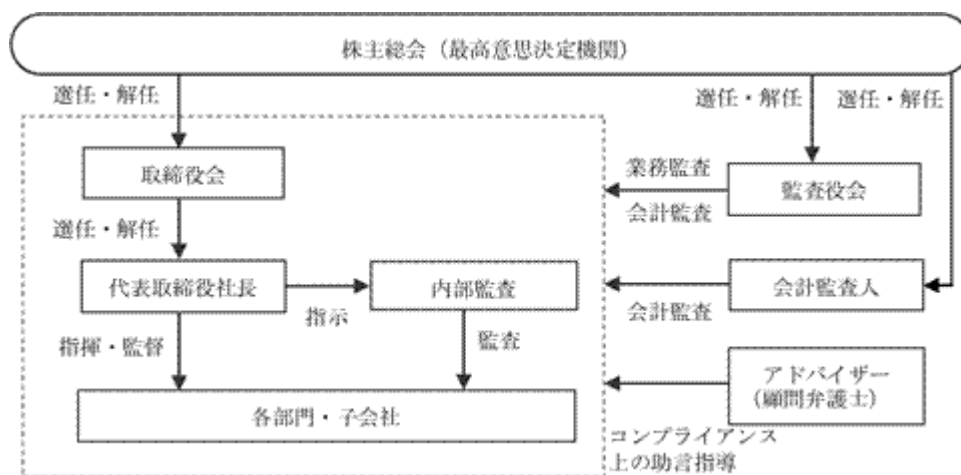 株主総会（最高意思決定機関）
選任・解任
選任・解任
選任・解任
取締役会
業務監査
監査役会
会計監査
選任・解任
代表取締役社長
内部監査
会計監査人
指示
会計監査
指揮・監督
監査
アドバイザー
（顧問弁護士）
各部門・子会社
コンプライアンス
上の助言指導